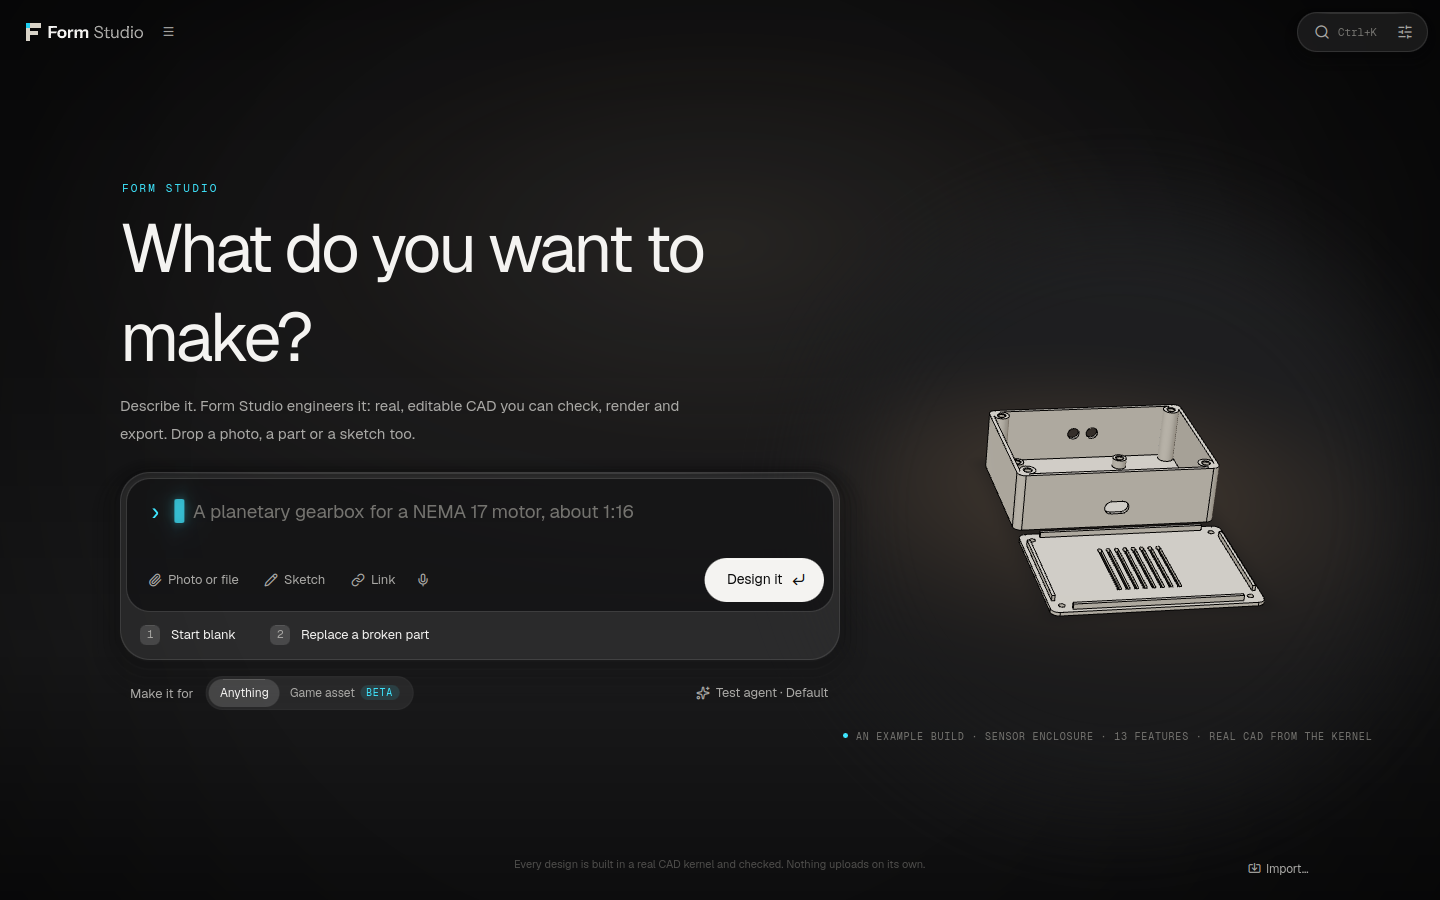 Form Studio
Ctrl+K
FORM STUDIO
What do you want to
make?
Describe it. Form Studio engineers it: real, editable CAD you can check, render and
export. Drop a photo, a part or a sketch too.
› A planetary gearbox for a NEMA 17 motor, about 1:16
Photo or file Sketch Link Design it
1 Start blank 2 Replace a broken part
Make it for Anything Game asset BETA Test agent · Default
AN EXAMPLE BUILD · SENSOR ENCLOSURE · 13 FEATURES · REAL CAD FROM THE KERNEL
Every design is built in a real CAD kernel and checked. Nothing uploads on its own.
Import...